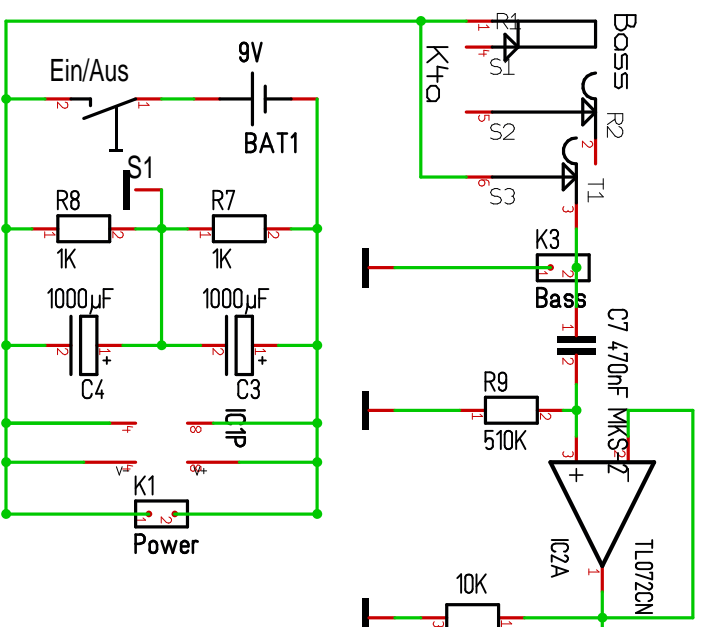 R1
1
4
S1
Bass
K4a
5
S2
R2
2
6
S3
T1
3
9V
Ein/Aus
2
1
BAT1
S1
R8
1
2
1K
R7
1
2
1K
1000µF
2
1
+
C4
1000µF
2
1
+
C3
4
8
IC1P
V-
V+
K1
1
2
Power
K3
1
2
Bass
1
2
C7 470nF MKS-2
R9
1
2
510K
3
2
+
-
IC2A
TL072CN
1
10K
3
1